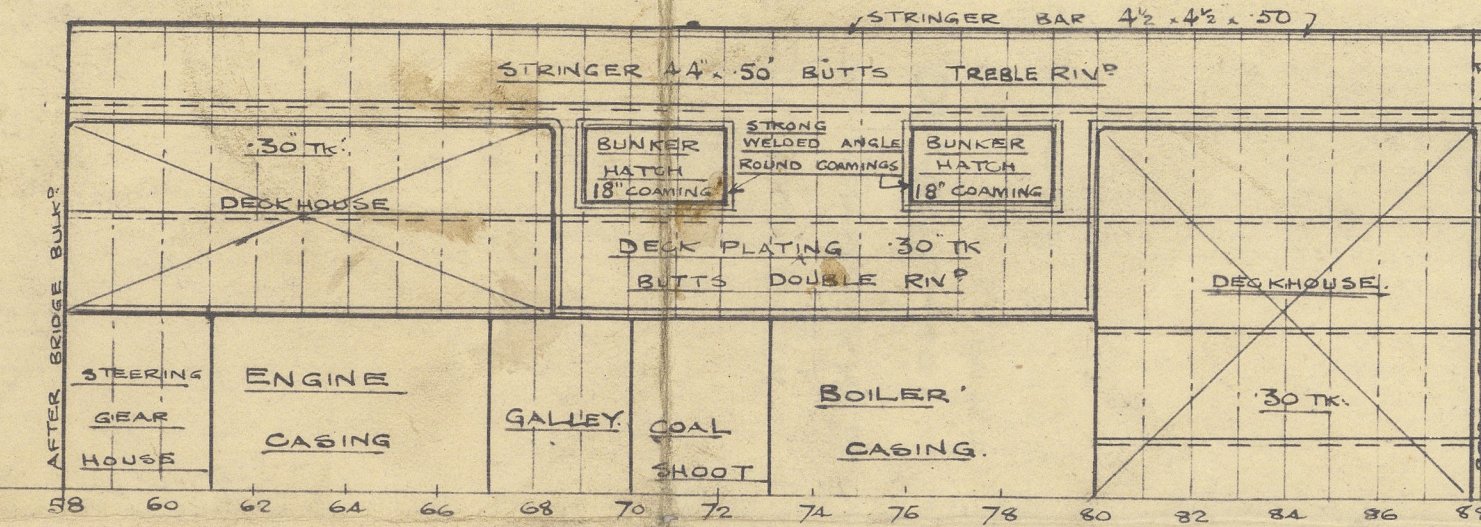 STRINGER BAR 4½ x 4½ x .50
STRINGER 44" x .50" BUTTS TREBLE RIVD
.30" TK.
DECKHOUSE
BUNKER
HATCH
18" COAMING
STRONG
WELDED ANGLE
ROUND COAMINGS
BUNKER
HATCH
18" COAMING
DECK PLATING .30" TK
BUTTS DOUBLE RIVD
DECKHOUSE.
.30 TK.
AFTER BRIDGE BULKD.
STEERING
GEAR
HOUSE
ENGINE
CASING
GALLEY.
COAL
SHOOT
BOILER
CASING.
58 60 62 64 66 68 70 72 74 76 78 80 82 84 86